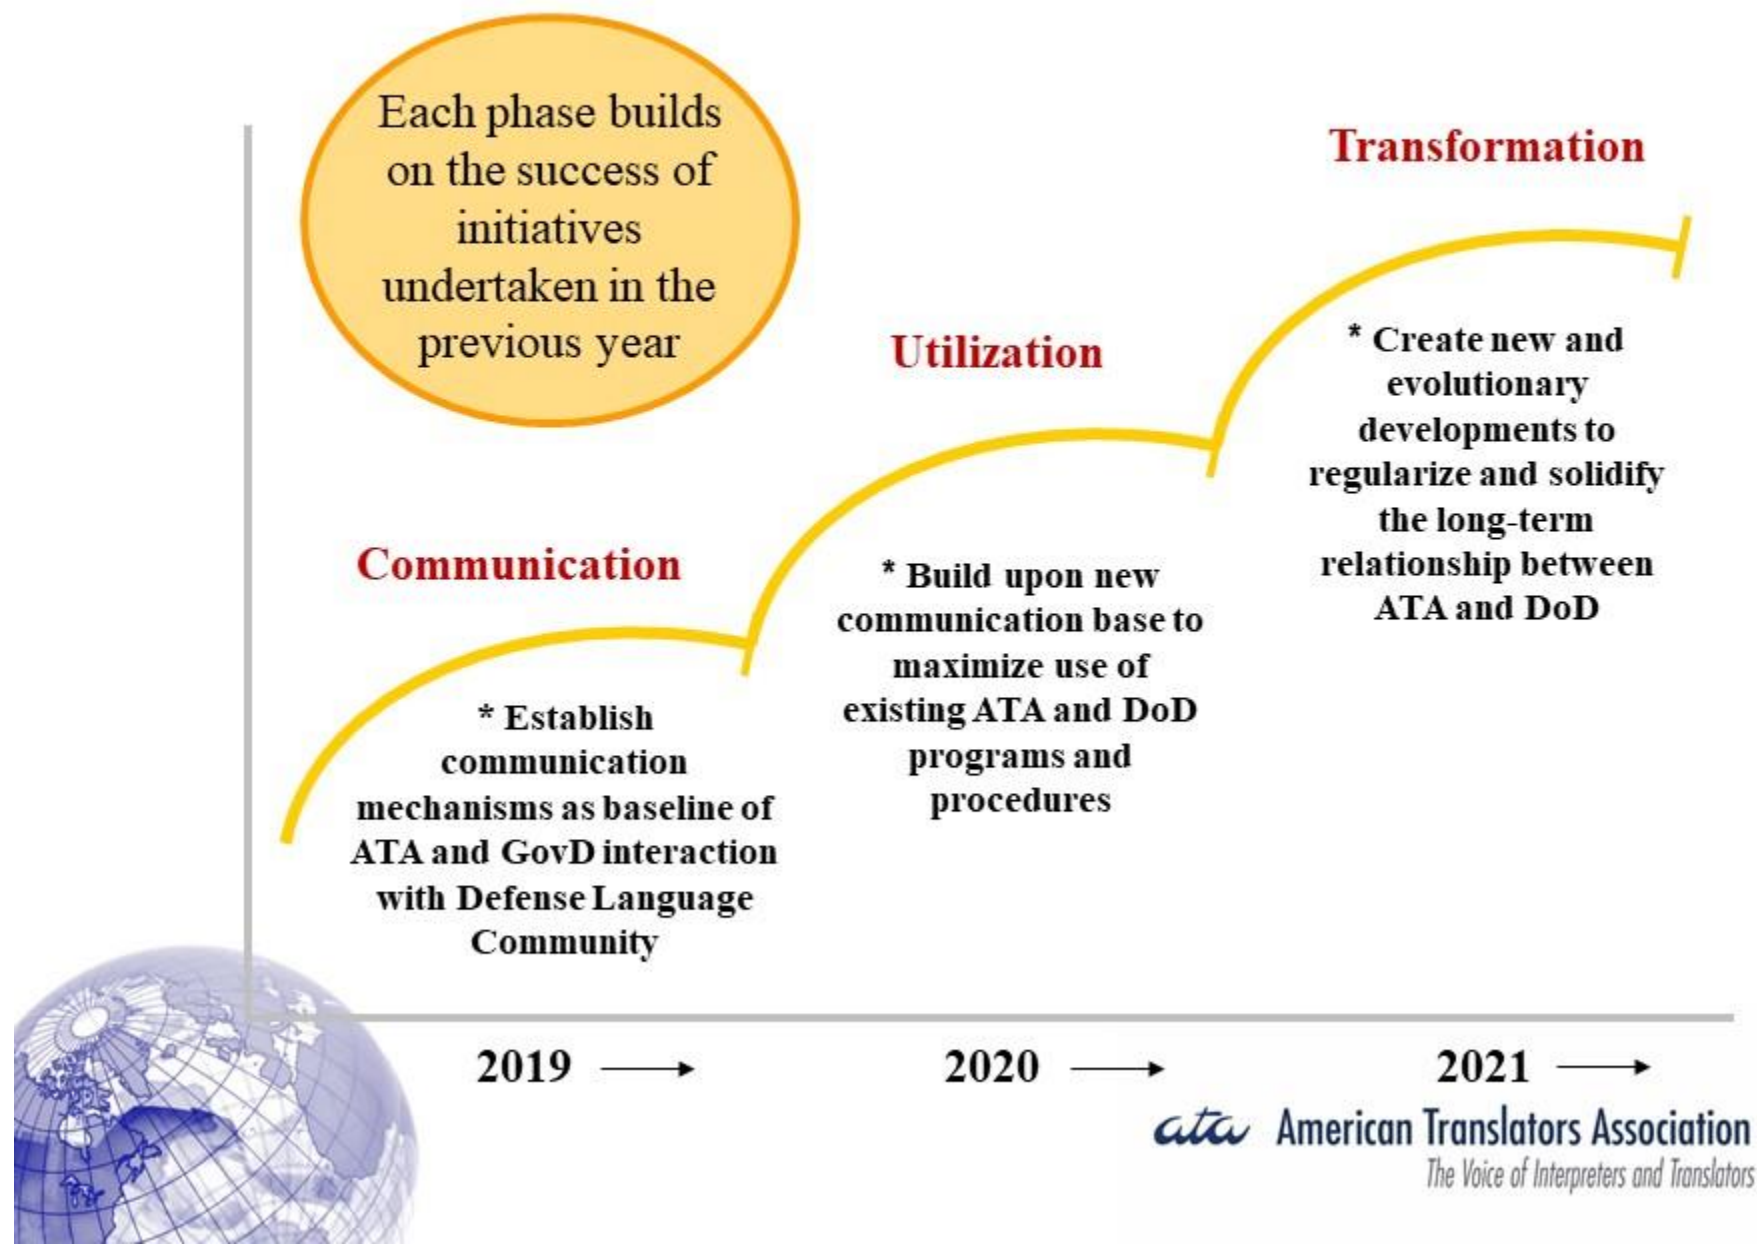 Each phase builds
on the success of
initiatives
undertaken in the
previous year
Communication
* Establish
communication
mechanisms as baseline of
ATA and GovD interaction
with Defense Language
Community
Utilization
* Build upon new
communication base to
maximize use of
existing ATA and DoD
programs and
procedures
Transformation
* Create new and
evolutionary
developments to
regularize and solidify
the long-term
relationship between
ATA and DoD
2019
2020
2021
ata American Translators Association
The Voice of Interpreters and Translators